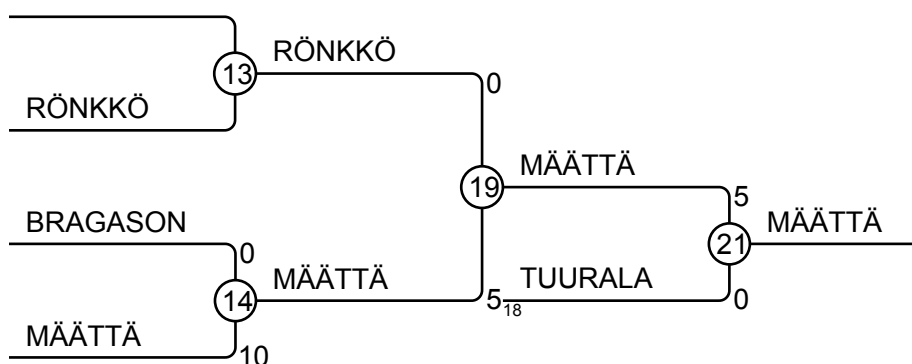 13
RÖNKKÖ
0
RÖNKKÖ
19
MÄÄTTÄ
5
BRAGASON
0
21
MÄÄTTÄ
14
MÄÄTTÄ
5
18
TUURALA
0
MÄÄTTÄ
10